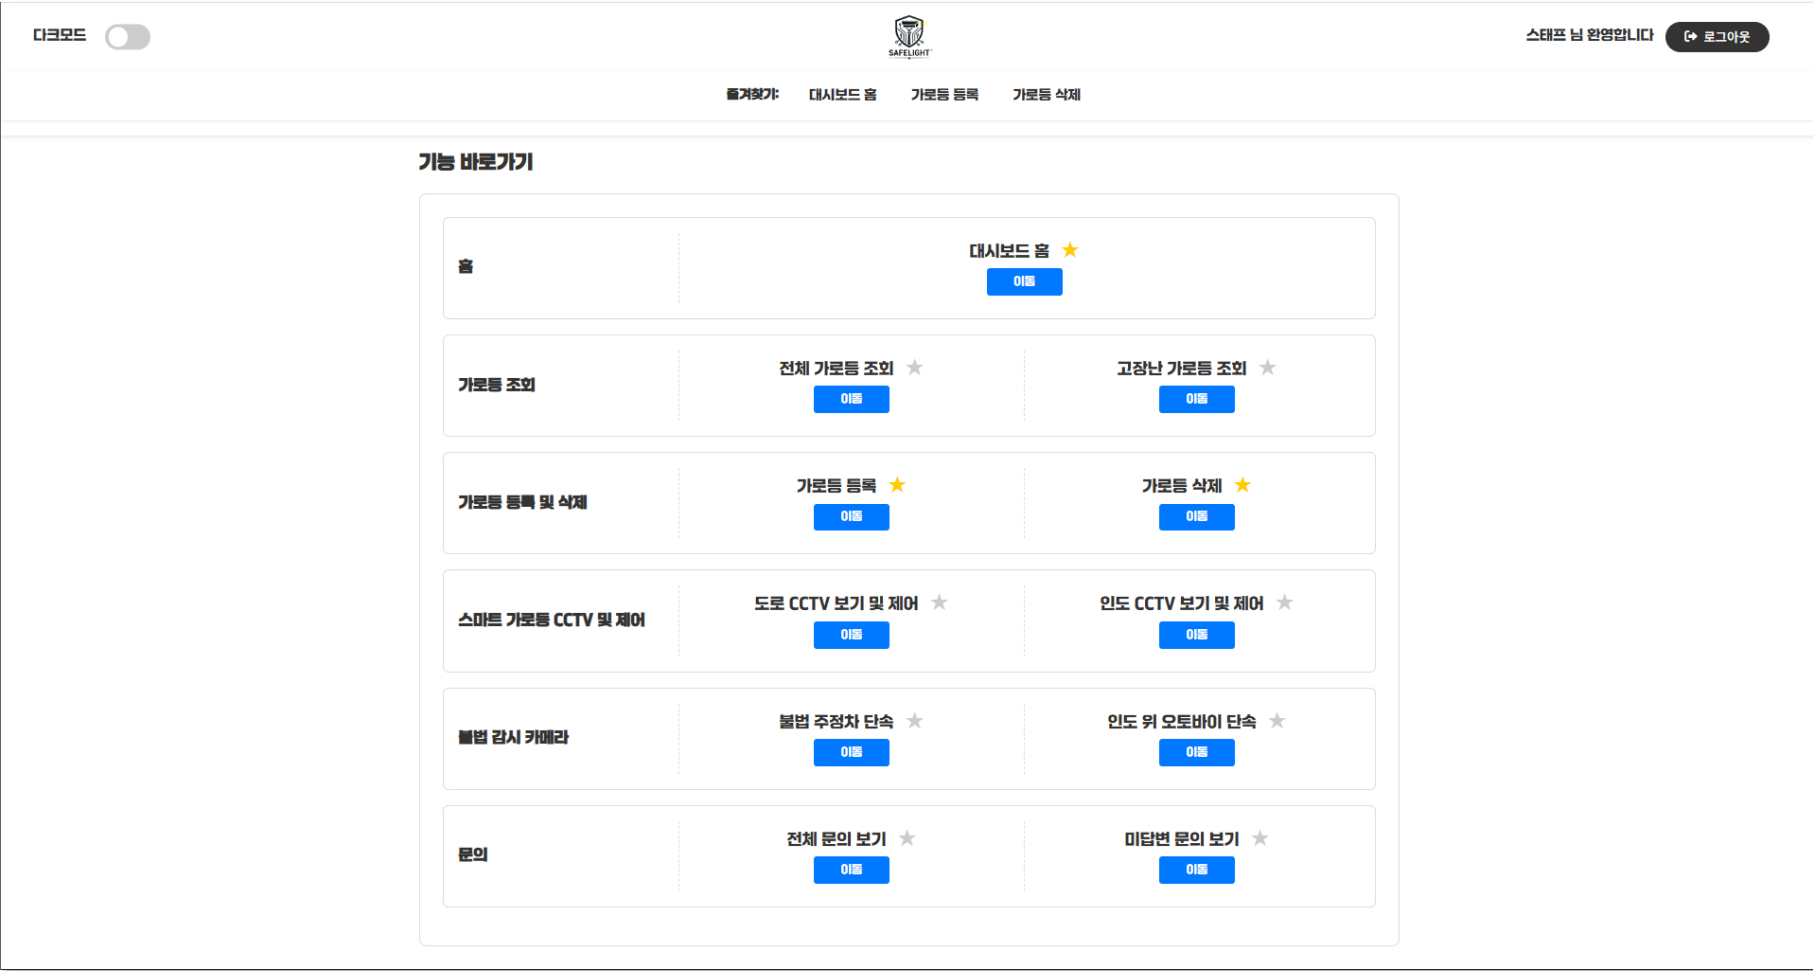 다크모드
SAFELIGHT
스태프 님 환영합니다
로그아웃
즐겨찾기: 대시보드 홈 가로등 등록 가로등 삭제
기능 바로가기
홈
대시보드 홈 ★
이동
가로등 조회
전체 가로등 조회 ★
이동
고장난 가로등 조회 ★
이동
가로등 등록 및 삭제
가로등 등록 ★
이동
가로등 삭제 ★
이동
스마트 가로등 CCTV 및 제어
도로 CCTV 보기 및 제어 ★
이동
인도 CCTV 보기 및 제어 ★
이동
불법 감시 카메라
불법 주정차 단속 ★
이동
인도 위 오토바이 단속 ★
이동
문의
전체 문의 보기 ★
이동
미답변 문의 보기 ★
이동